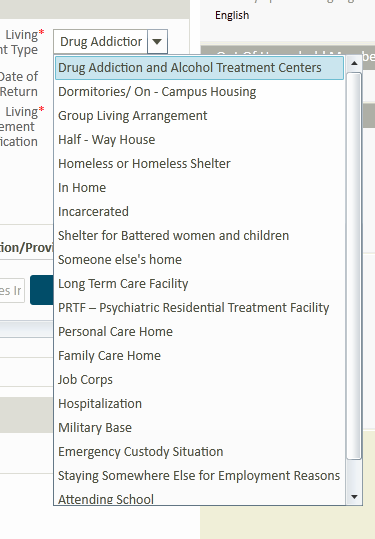 English
Living*
Drug Addiction
nt Type
Date of
Return
Living*
ement
ication
tion/Provi
es Ir
Drug Addiction and Alcohol Treatment Centers
Dormitories/ On - Campus Housing
Group Living Arrangement
Half - Way House
Homeless or Homeless Shelter
In Home
Incarcerated
Shelter for Battered women and children
Someone else's home
Long Term Care Facility
PRTF – Psychiatric Residential Treatment Facility
Personal Care Home
Family Care Home
Job Corps
Hospitalization
Military Base
Emergency Custody Situation
Staying Somewhere Else for Employment Reasons
Attending School